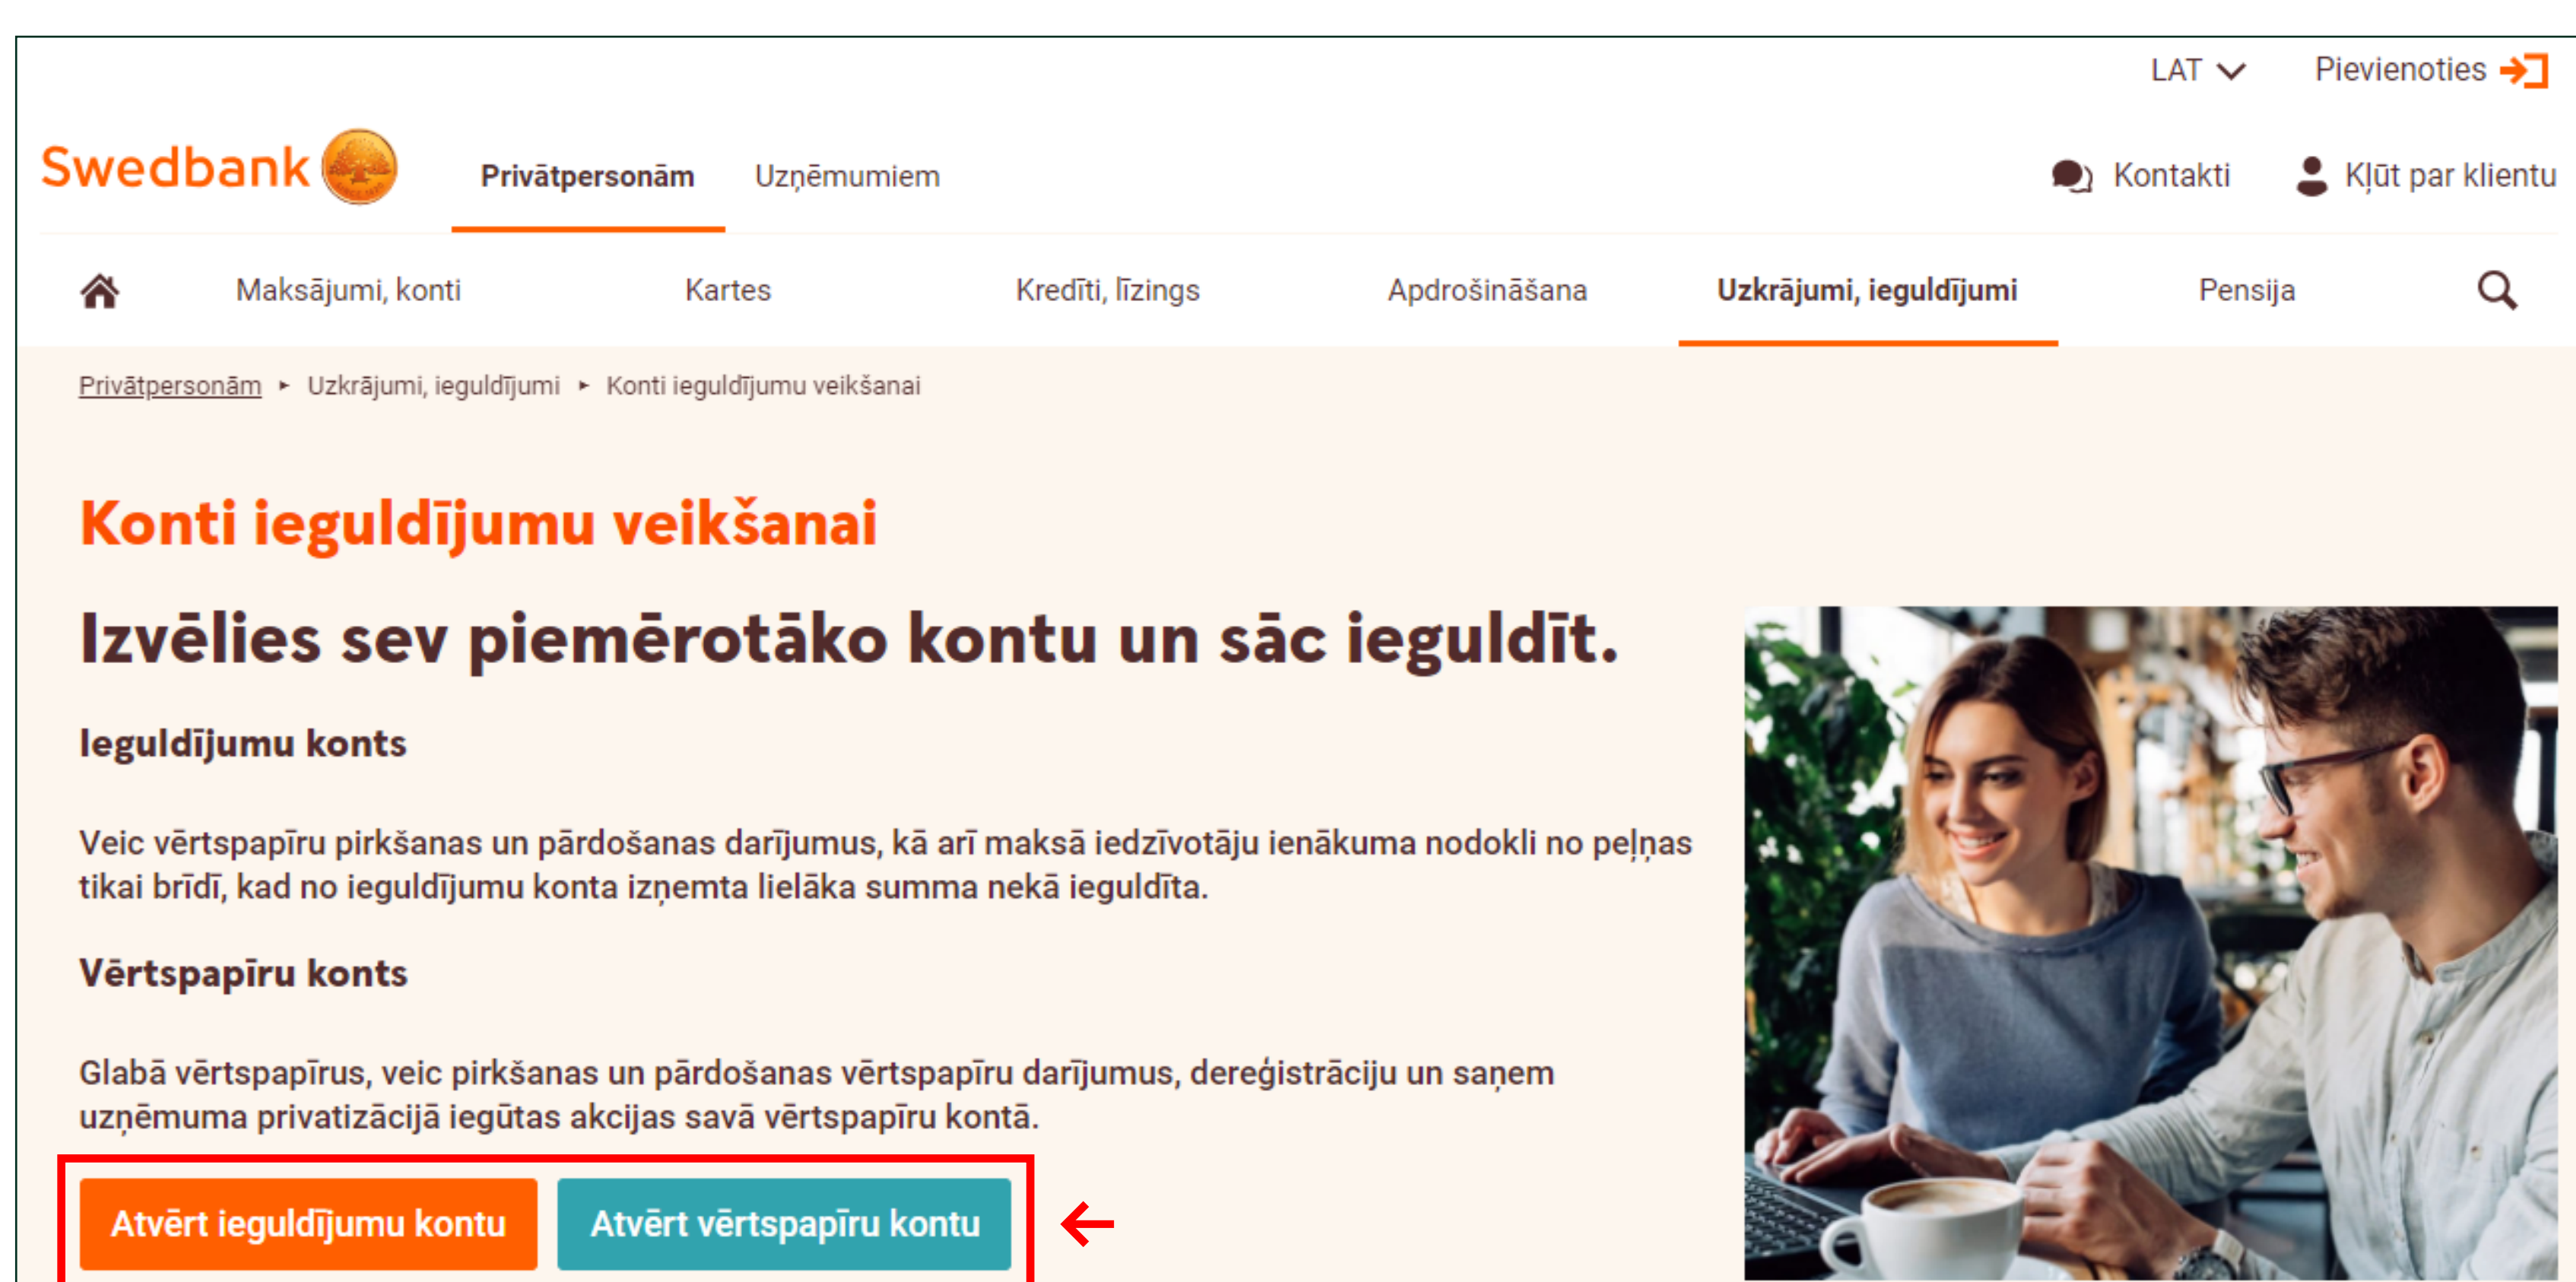 LAT
Pievienoties
Swedbank
SINCE 1820
Privātpersonām
Uzņēmumiem
Kontakti
Kļūt par klientu
Maksājumi, konti
Kartes
Kredīti, līzings
Apdrošināšana
Uzkrājumi, ieguldījumi
Pensija
Privātpersonām ▸ Uzkrājumi, ieguldījumi ▸ Konti ieguldījumu veikšanai
Konti ieguldījumu veikšanai
Izvēlies sev piemērotāko kontu un sāc ieguldīt.
Ieguldījumu konts
Veic vērtspapīru pirkšanas un pārdošanas darījumus, kā arī maksā iedzīvotāju ienākuma nodokli no peļņas
tikai brīdī, kad no ieguldījumu konta izņemta lielāka summa nekā ieguldīta.
Vērtspapīru konts
Glabā vērtspapīrus, veic pirkšanas un pārdošanas vērtspapīru darījumus, dereģistrāciju un saņem
uzņēmuma privatizācijā iegūtas akcijas savā vērtspapīru kontā.
Atvērt ieguldījumu kontu
Atvērt vērtspapīru kontu